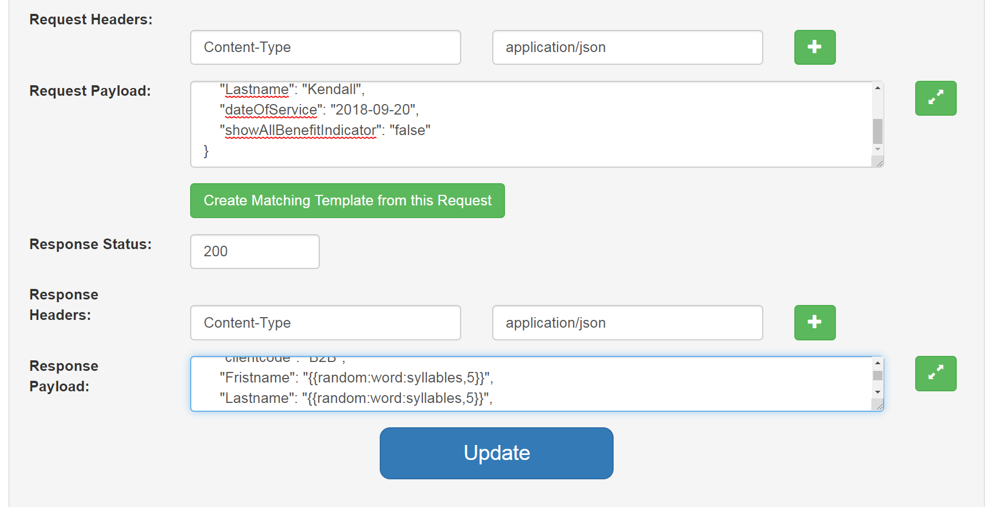 Request Headers:
Content-Type
application/json
Request Payload:
"Lastname": "Kendall",
"dateOfService": "2018-09-20",
"showAllBenefitIndicator": "false"
}
Create Matching Template from this Request
Response Status:
200
Response
Headers:
Content-Type
application/json
Response
Payload:
"clientcode": "B2B",
"Fristname": "{{random:word:syllables,5}}",
"Lastname": "{{random:word:syllables,5}}",
Update